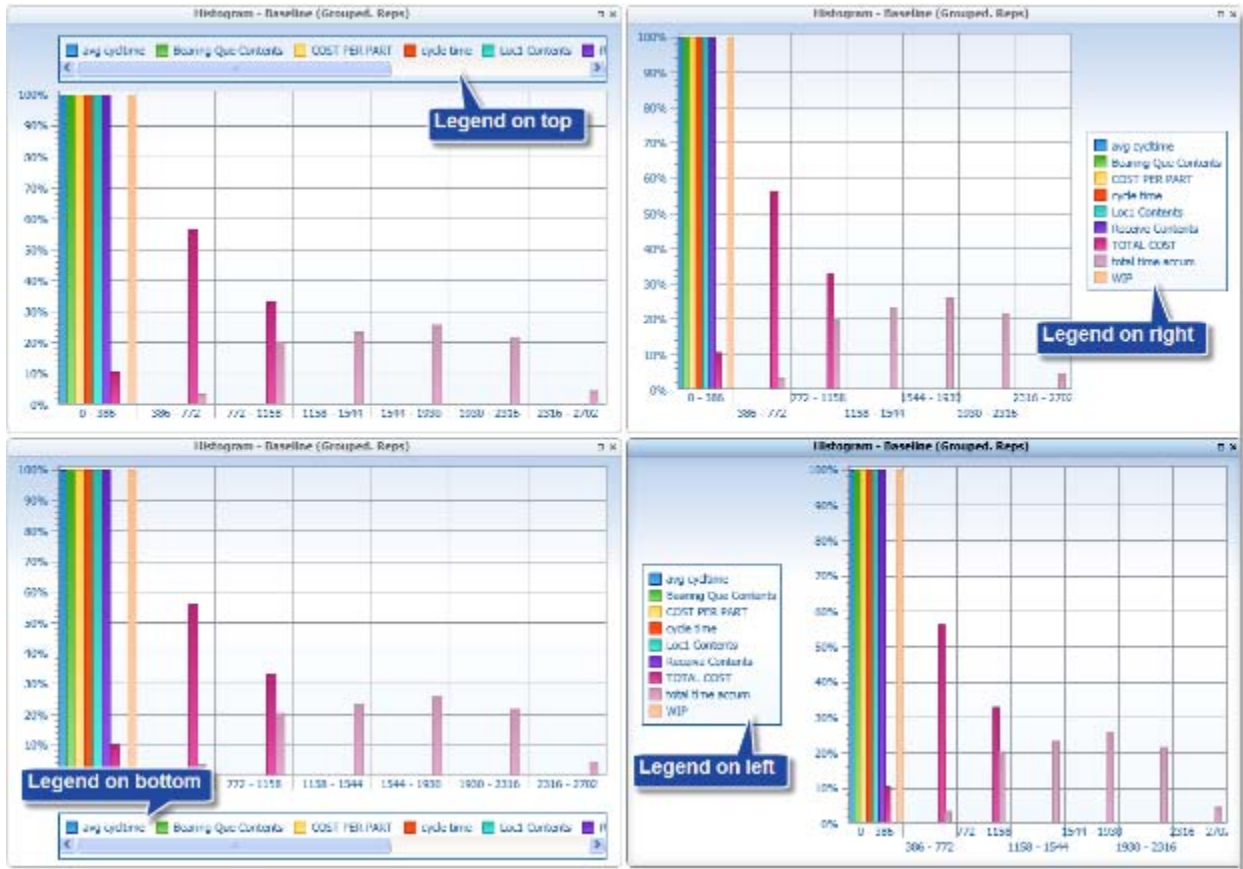 Histogram - Baseline (Grouped. Reps)
avg cycltime Bearing Que Contents COST PER PART cycle time Loc1 Contents R
Legend on top
100%
90%
80%
70%
60%
50%
40%
30%
20%
10%
0%
0 - 386 386 - 772 772 - 1158 1158 - 1544 1544 - 1930 1930 - 2316 2316 - 2702
Histogram - Baseline (Grouped. Reps)
100%
90%
80%
70%
60%
50%
40%
30%
20%
10%
0%
0 - 386 772 - 1158 1544 - 1930 2316 - 2702
386 - 772 1158 - 1544 1930 - 2316
avg cycltime
Bearing Que Contents
COST PER PART
cycle time
Loc1 Contents
Receive Contents
TOTAL COST
total time accum
WIP
Legend on right
Histogram - Baseline (Grouped. Reps)
100%
90%
80%
70%
60%
50%
40%
30%
20%
10%
772 - 1158 1158 - 1544 1544 - 1930 1930 - 2316 2316 - 2702
Legend on bottom
avg cycltime Bearing Que Contents COST PER PART cycle time Loc1 Contents R
Histogram - Baseline (Grouped. Reps)
avg cycltime
Bearing Que Contents
COST PER PART
cycle time
Loc1 Contents
Receive Contents
TOTAL COST
total time accum
WIP
Legend on left
100%
90%
80%
70%
60%
50%
40%
30%
20%
10%
0%
0 - 386 772 - 1158 1544 - 1930 2316 - 270
386 - 772 1158 - 1544 1930 - 2316